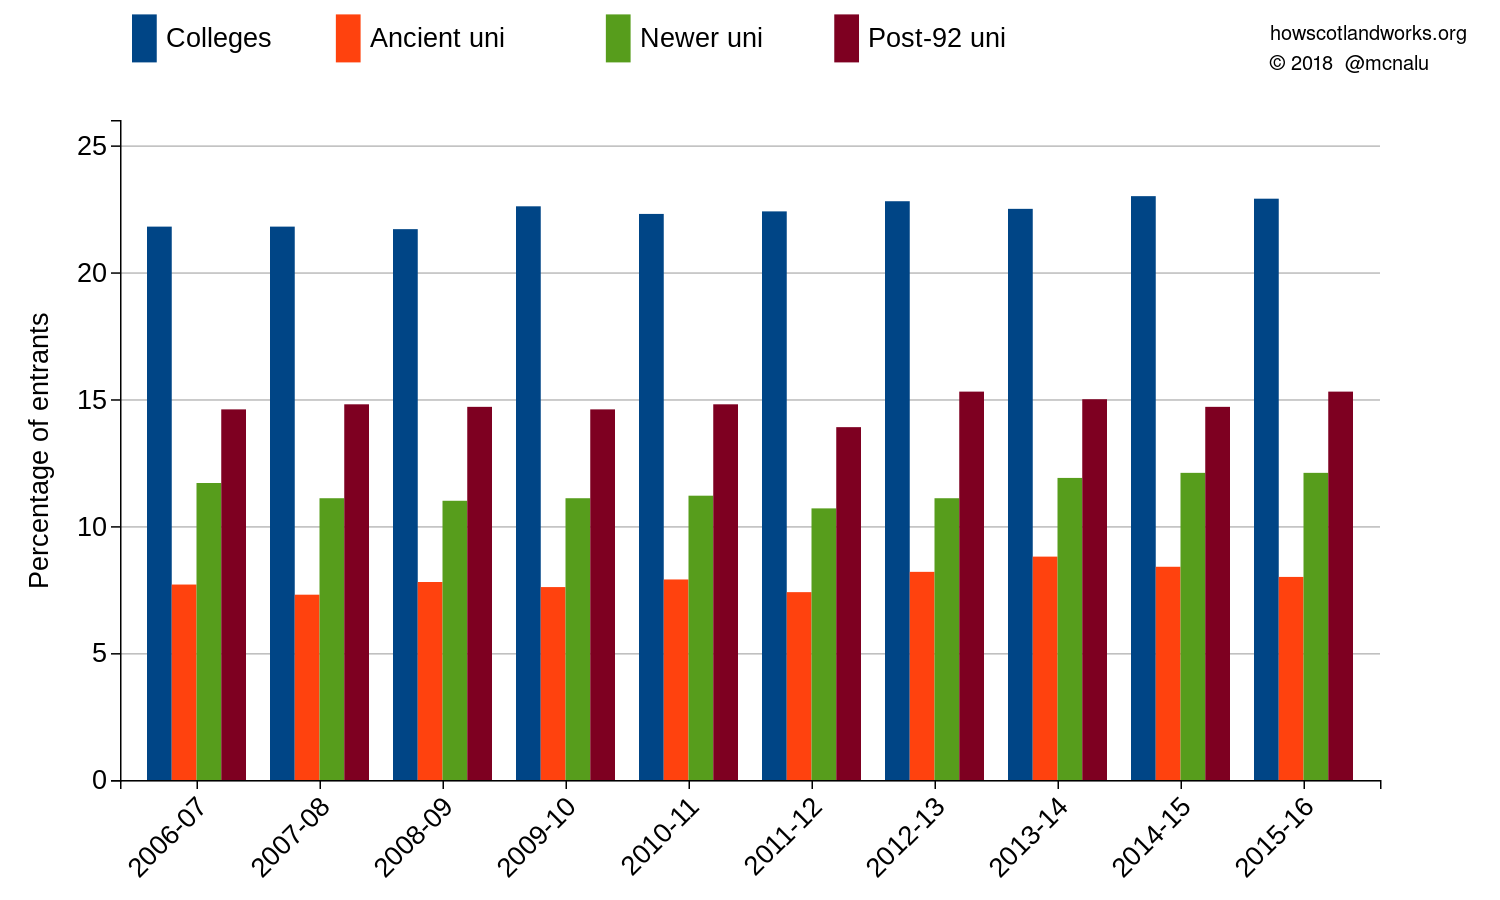 Colleges
Ancient uni
Newer uni
Post-92 uni
howscotlandworks.org
© 2018 @mcnalu
Percentage of entrants
25
20
15
10
5
0
2006-07
2007-08
2008-09
2009-10
2010-11
2011-12
2012-13
2013-14
2014-15
2015-16